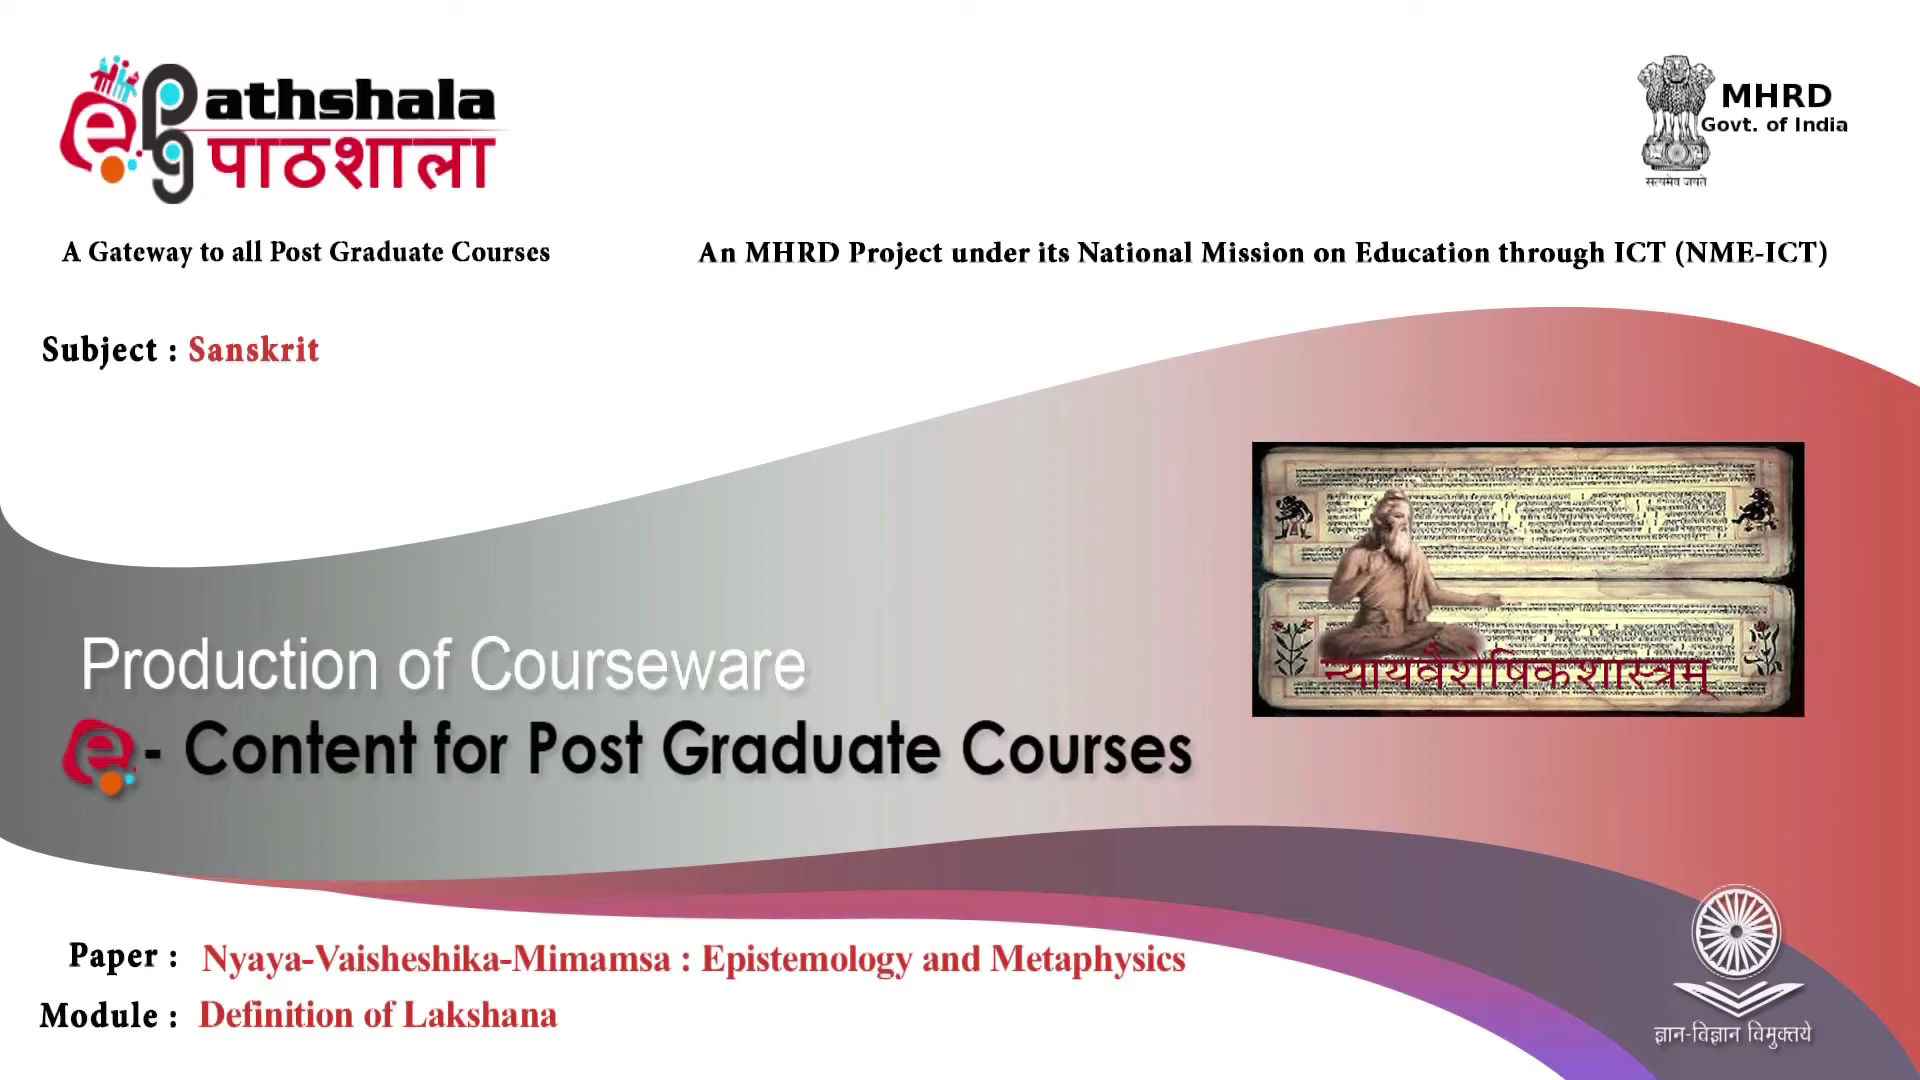 ePG Pathshala
पाठशाला
MHRD
Govt. of India
सत्यमेव जयते
A Gateway to all Post Graduate Courses
An MHRD Project under its National Mission on Education through ICT (NME-ICT)
Subject : Sanskrit
न्यायवैशेषिकशास्त्रम्
Production of Courseware
e - Content for Post Graduate Courses
Paper : Nyaya-Vaisheshika-Mimamsa : Epistemology and Metaphysics
Module : Definition of Lakshana
ज्ञान-विज्ञान विमुक्तये